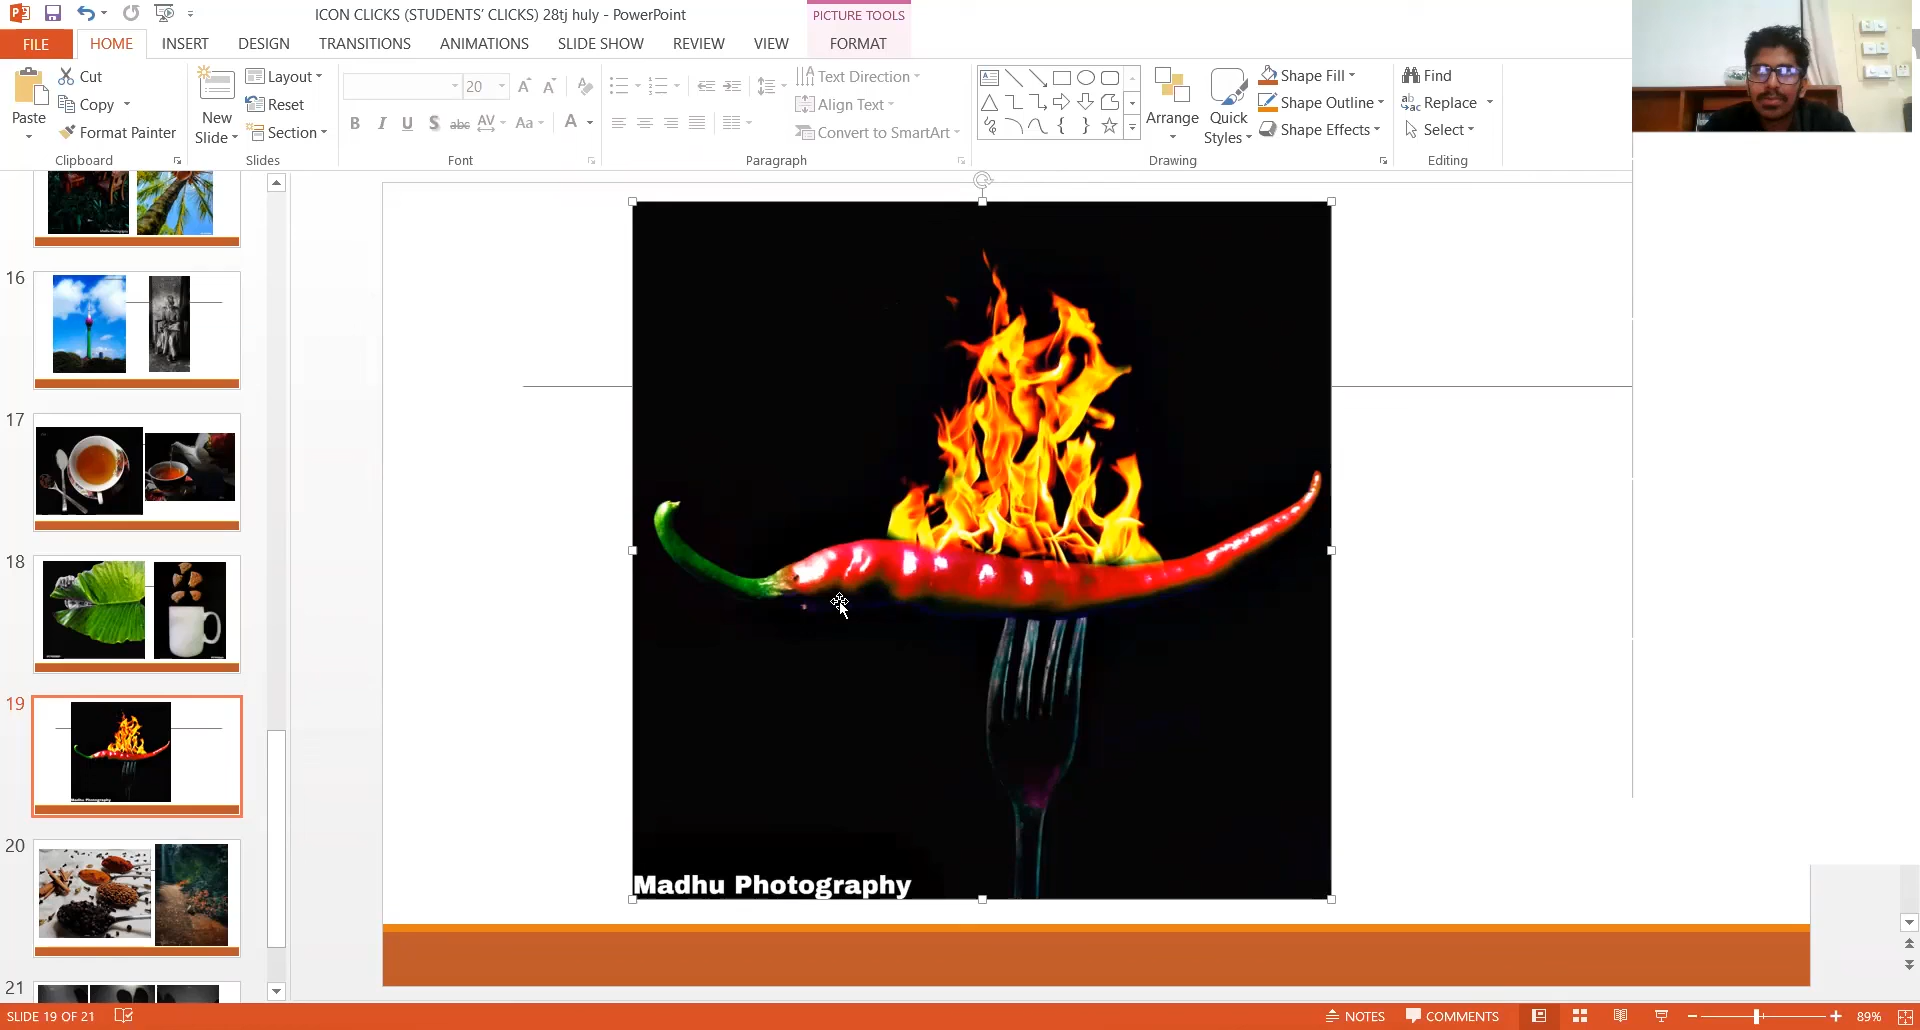 ICON CLICKS (STUDENTS' CLICKS) 28tj huly - PowerPoint
PICTURE TOOLS
FILE
HOME
INSERT
DESIGN
TRANSITIONS
ANIMATIONS
SLIDE SHOW
REVIEW
VIEW
FORMAT
Paste
Cut
Copy
Format Painter
Clipboard
New
Slide
Layout
Reset
Section
Slides
20
B I U S abc AV Aa A
Font
Text Direction
Align Text
Convert to SmartArt
Paragraph
Arrange
Quick
Styles
Shape Fill
Shape Outline
Shape Effects
Drawing
Find
Replace
Select
Editing
16
17
18
19
20
21
Madhu Photography
SLIDE 19 OF 21
NOTES
COMMENTS
89%